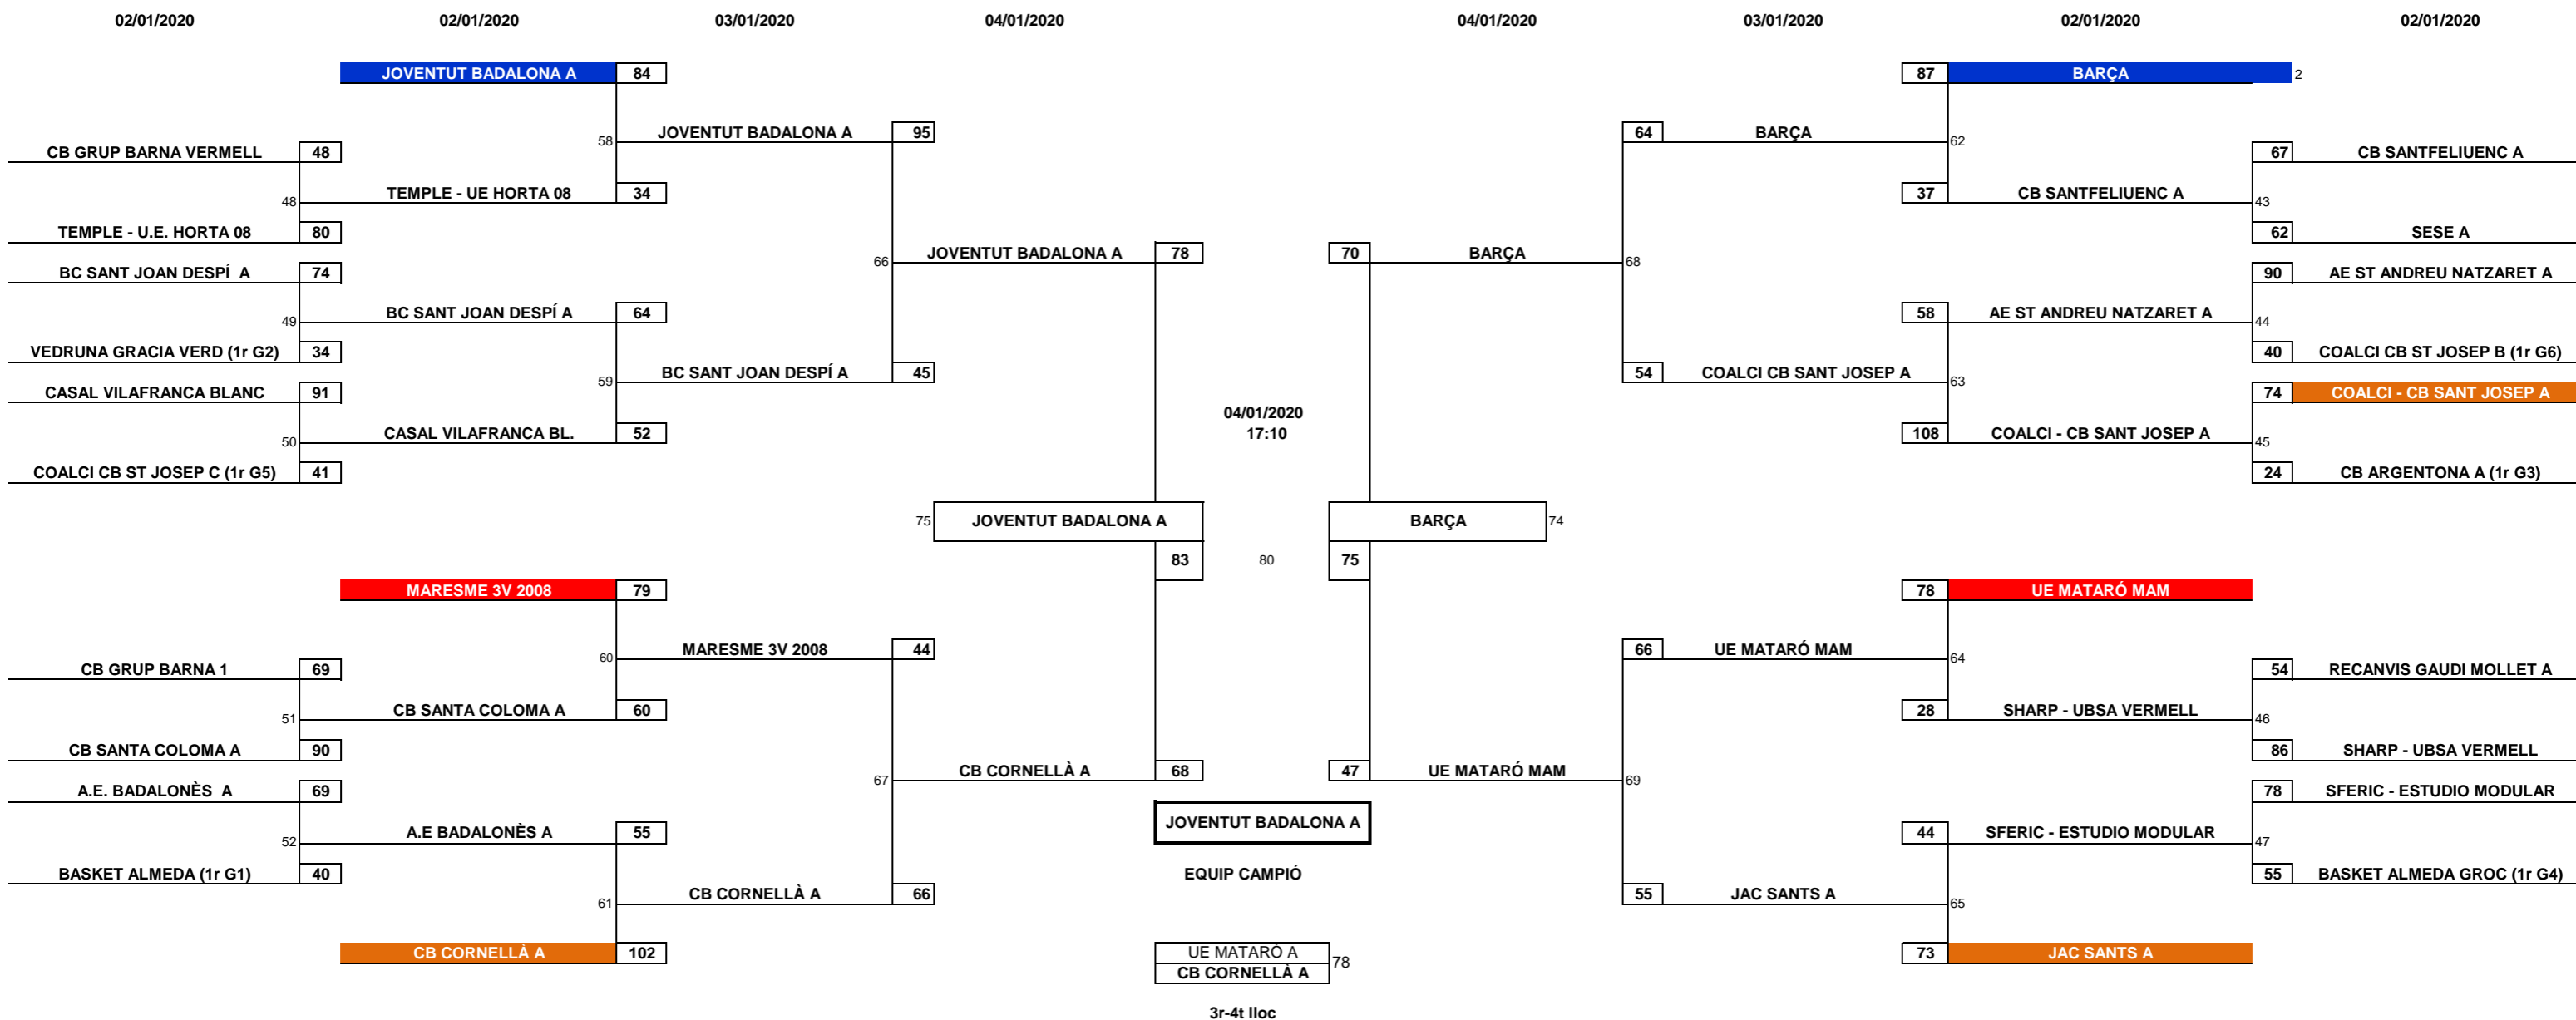 02/01/2020 02/01/2020 03/01/2020 04/01/2020 04/01/2020 03/01/2020 02/01/2020 02/01/2020
JOVENTUT BADALONA A 84 87 BARÇA 2
58 JOVENTUT BADALONA A 95 64 BARÇA 62
CB GRUP BARNA VERMELL 48 67 CB SANTFELIUENC A
48 TEMPLE - UE HORTA 08 34 37 CB SANTFELIUENC A 43
TEMPLE - U.E. HORTA 08 80 62 SESE A
66 JOVENTUT BADALONA A 78 70 BARÇA 68
BC SANT JOAN DESPÍ  A 74 90 AE ST ANDREU NATZARET A
49 BC SANT JOAN DESPÍ A 64 58 AE ST ANDREU NATZARET A 44
VEDRUNA GRACIA VERD (1r G2) 34 40 COALCI CB ST JOSEP B (1r G6)
59 BC SANT JOAN DESPÍ A 45 54 COALCI CB SANT JOSEP A 63
CASAL VILAFRANCA BLANC 91 74 COALCI - CB SANT JOSEP A
04/01/2020
17:10
50 CASAL VILAFRANCA BL. 52 108 COALCI - CB SANT JOSEP A 45
COALCI CB ST JOSEP C (1r G5) 41 24 CB ARGENTONA A (1r G3)
75 JOVENTUT BADALONA A BARÇA 74
83 80 75
MARESME 3V 2008 79 78 UE MATARÓ MAM
60 MARESME 3V 2008 44 66 UE MATARÓ MAM 64
CB GRUP BARNA 1 69 54 RECANVIS GAUDI MOLLET A
51 CB SANTA COLOMA A 60 28 SHARP - UBSA VERMELL 46
CB SANTA COLOMA A 90 86 SHARP - UBSA VERMELL
67 CB CORNELLÀ A 68 47 UE MATARÓ MAM 69
A.E. BADALONÈS  A 69 78 SFERIC - ESTUDIO MODULAR
JOVENTUT BADALONA A
52 A.E BADALONÈS A 55 44 SFERIC - ESTUDIO MODULAR 47
BASKET ALMEDA (1r G1) 40 EQUIP CAMPIÓ 55 BASKET ALMEDA GROC (1r G4)
61 CB CORNELLÀ A 66 55 JAC SANTS A 65
CB CORNELLÀ A 102 UE MATARÓ A 73 JAC SANTS A
78
CB CORNELLÀ A
3r-4t lloc